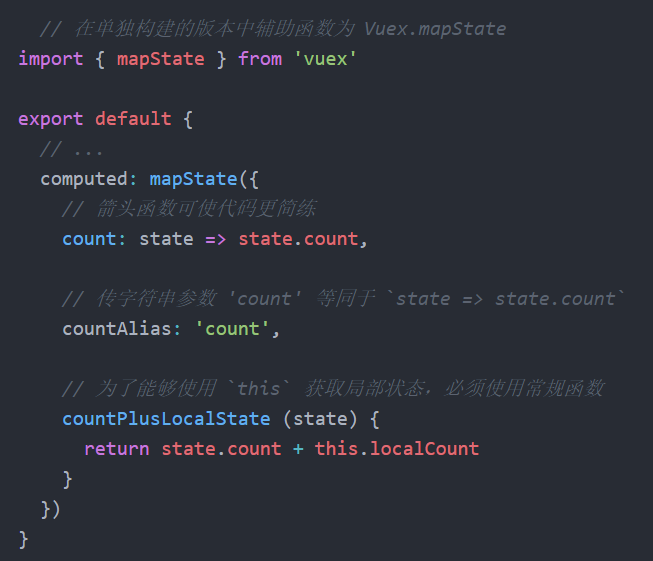 // 在单独构建的版本中辅助函数为 Vuex.mapState
import { mapState } from 'vuex'
export default {
// ...
computed: mapState({
// 箭头函数可使代码更简练
count: state => state.count,
// 传字符串参数 'count' 等同于 `state => state.count`
countAlias: 'count',
// 为了能够使用 `this` 获取局部状态，必须使用常规函数
countPlusLocalState (state) {
return state.count + this.localCount
}
})
}